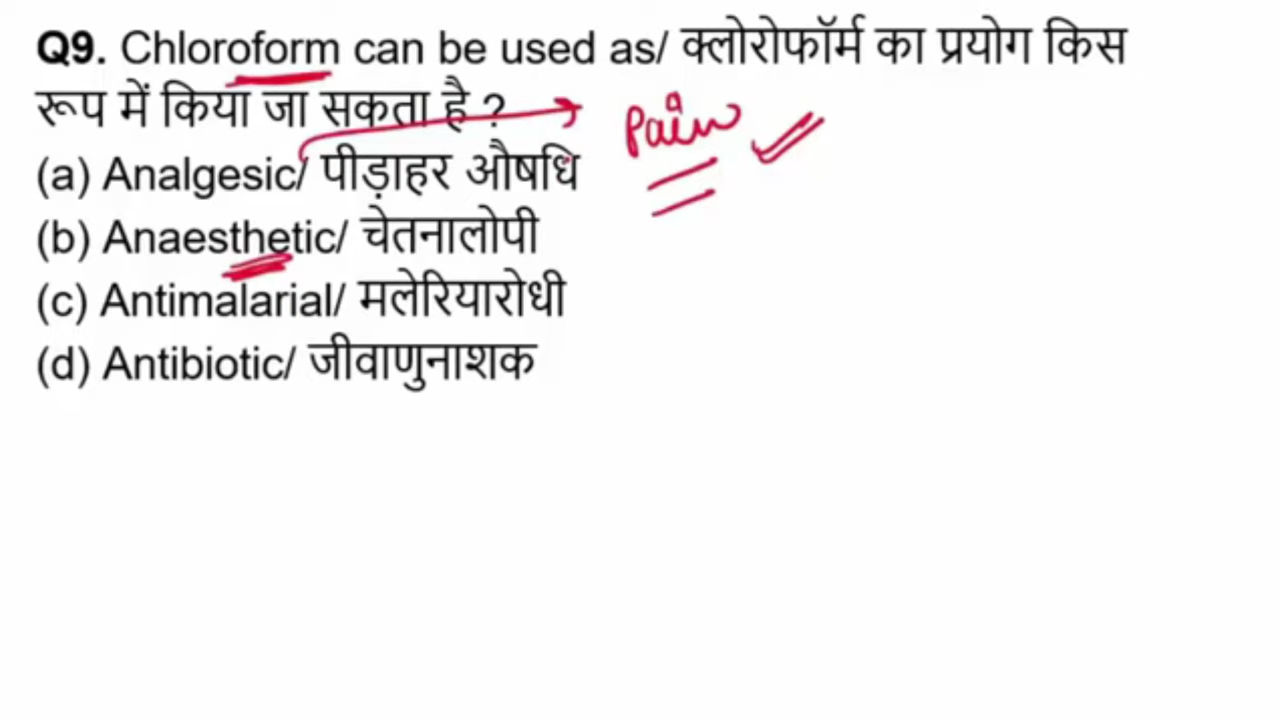 Q9. Chloroform can be used as/ क्लोरोफॉर्म का प्रयोग किस
रूप में किया जा सकता है ?
Pain
(a) Analgesic/ पीड़ाहर औषधि
(b) Anaesthetic/ चेतनालोपी
(c) Antimalarial/ मलेरियारोधी
(d) Antibiotic/ जीवाणुनाशक